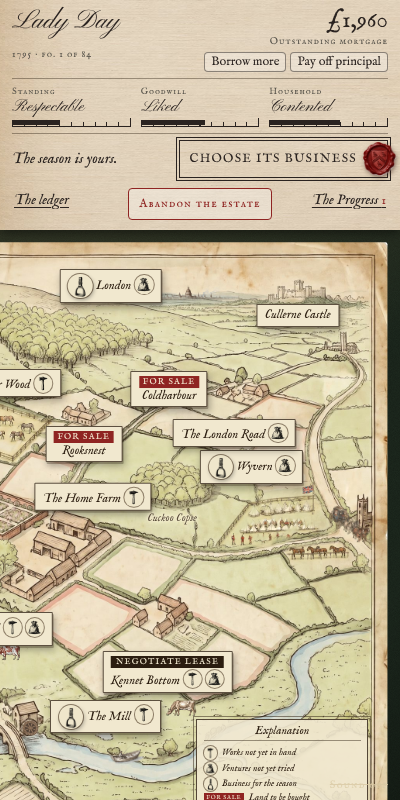 Lady Day
£1,960
Outstanding mortgage
1795 · fo. 1 of 84
Borrow more
Pay off principal
Standing
Respectable
Goodwill
Liked
Household
Contented
The season is yours.
CHOOSE ITS BUSINESS
The ledger
Abandon the estate
The Progress 1
London
Cullerne Castle
Wood
FOR SALE
Coldharbour
FOR SALE
Rooksnest
The London Road
Wyvern
The Home Farm
Cuckoo Copse
NEGOTIATE LEASE
Kennet Bottom
The Mill
Explanation
Works not yet in hand
Ventures not yet tried
Business for the season
FOR SALE Land to be bought